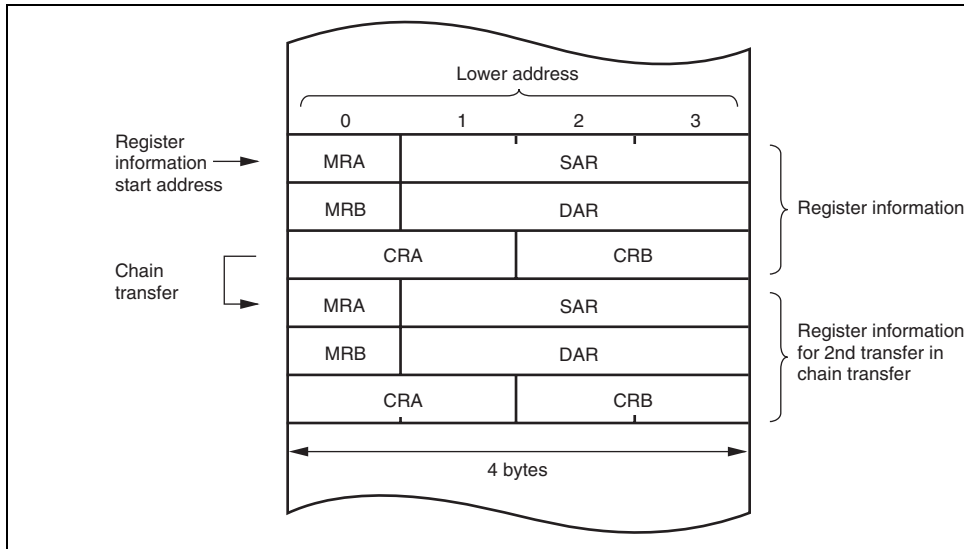 Lower address
0 1 2 3
Register
information
start address
MRA SAR
MRB DAR
CRA CRB
Register information
Chain
transfer
MRA SAR
MRB DAR
CRA CRB
Register information
for 2nd transfer in
chain transfer
4 bytes